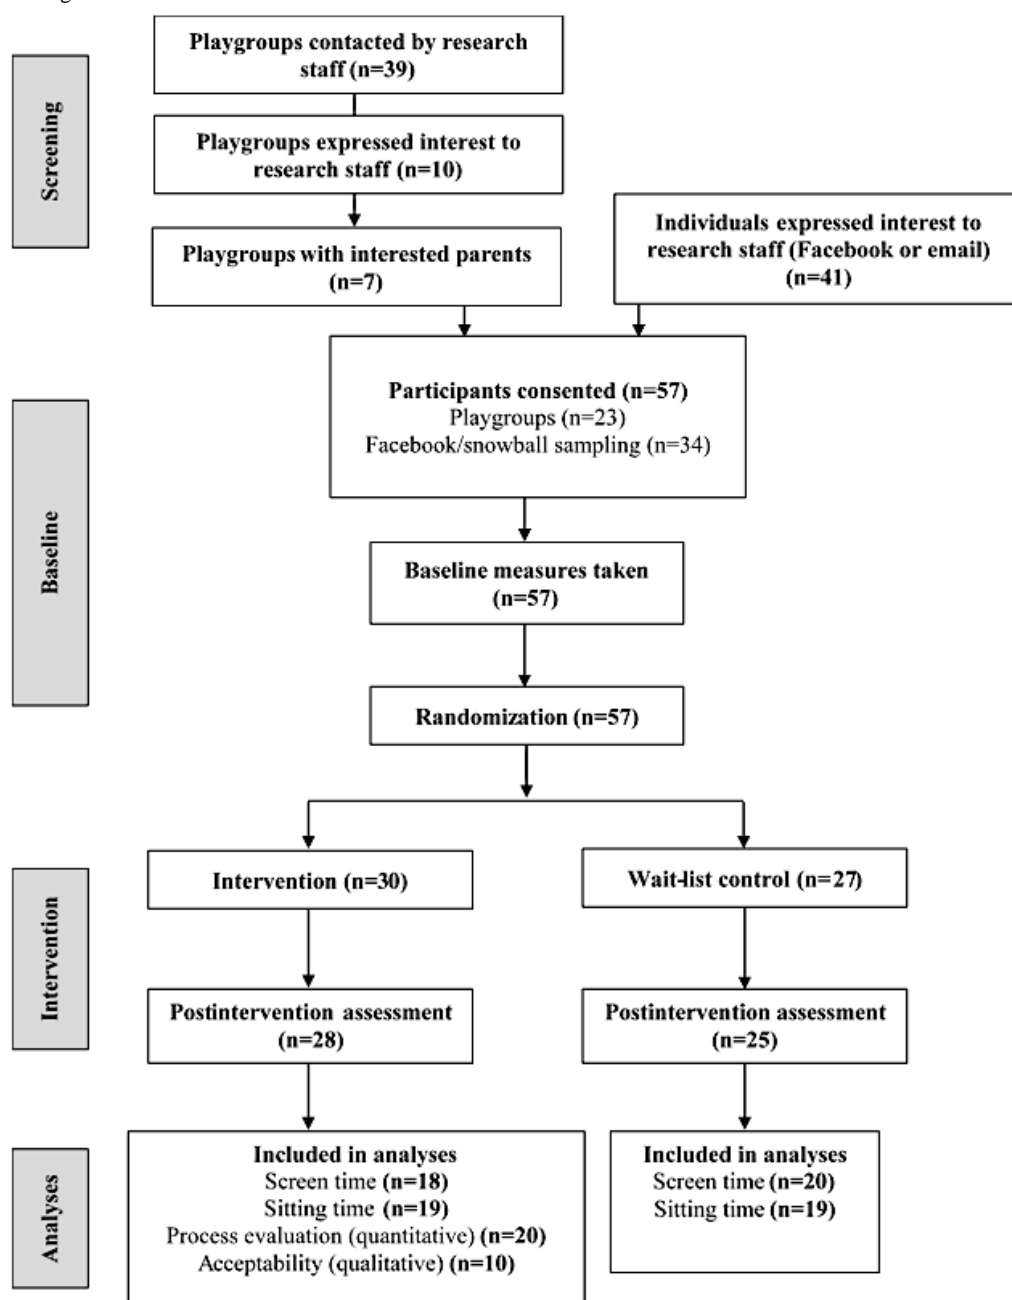 Screening
Playgroups contacted by research
staff (n=39)
Playgroups expressed interest to
research staff (n=10)
Playgroups with interested parents
(n=7)
Individuals expressed interest to
research staff (Facebook or email)
(n=41)
Baseline
Participants consented (n=57)
Playgroups (n=23)
Facebook/snowball sampling (n=34)
Baseline measures taken
(n=57)
Randomization (n=57)
Intervention
Intervention (n=30)
Wait-list control (n=27)
Postintervention assessment
(n=28)
Postintervention assessment
(n=25)
Analyses
Included in analyses
Screen time (n=18)
Sitting time (n=19)
Process evaluation (quantitative) (n=20)
Acceptability (qualitative) (n=10)
Included in analyses
Screen time (n=20)
Sitting time (n=19)